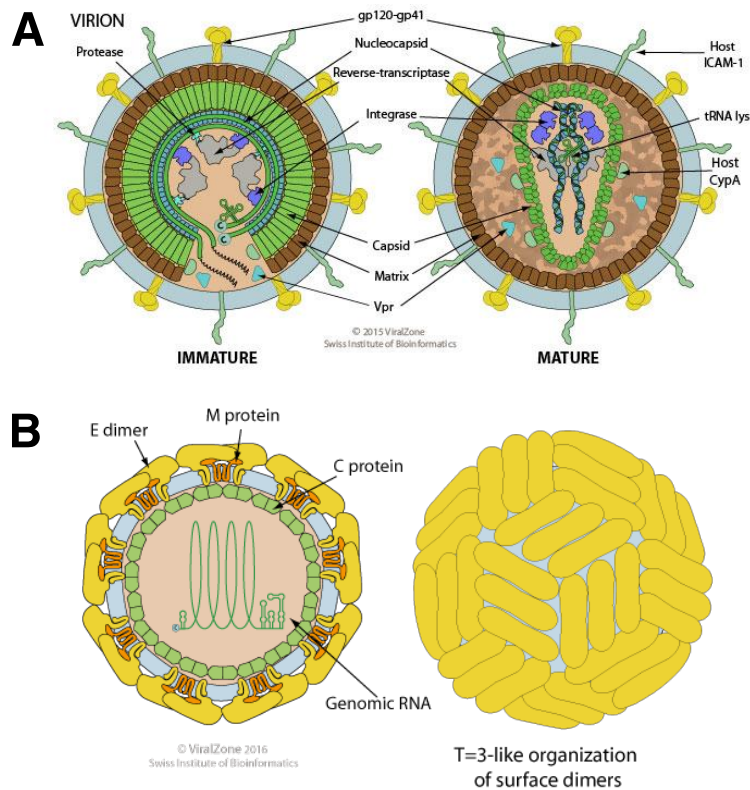 A
VIRION
gp120-gp41
Protease
Nucleocapsid
Reverse-transcriptase
Integrase
Host
ICAM-1
tRNA lys
Host
CypA
Capsid
Matrix
Vpr
© 2015 ViralZone
Swiss Institute of Bioinformatics
IMMATURE
MATURE
B
E dimer
M protein
C protein
Genomic RNA
© ViralZone 2016
Swiss Institute of Bioinformatics
T=3-like organization
of surface dimers